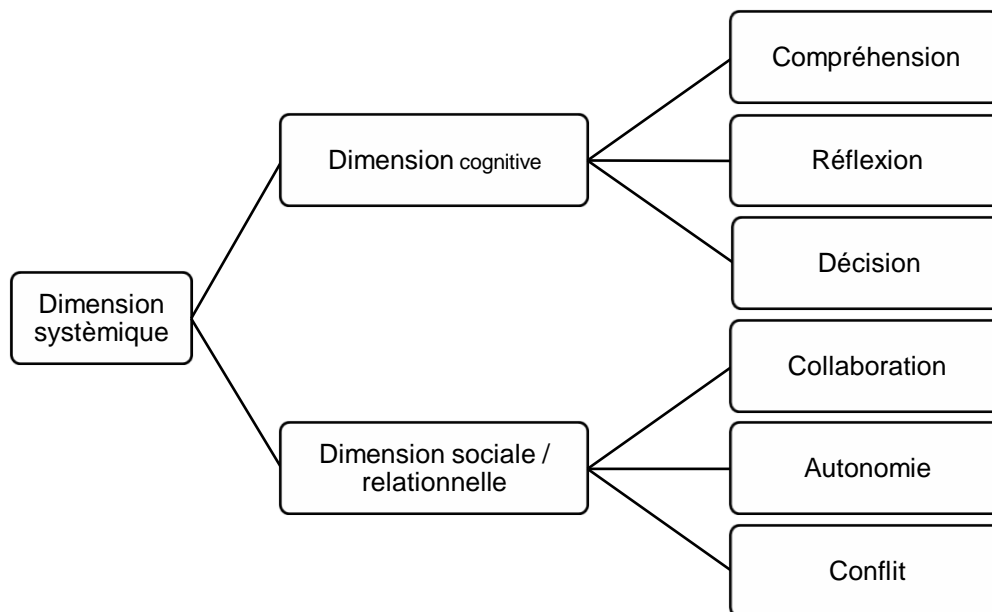 Compréhension
Dimension cognitive
Réflexion
Décision
Dimension
systèmique
Collaboration
Dimension sociale /
relationnelle
Autonomie
Conflit